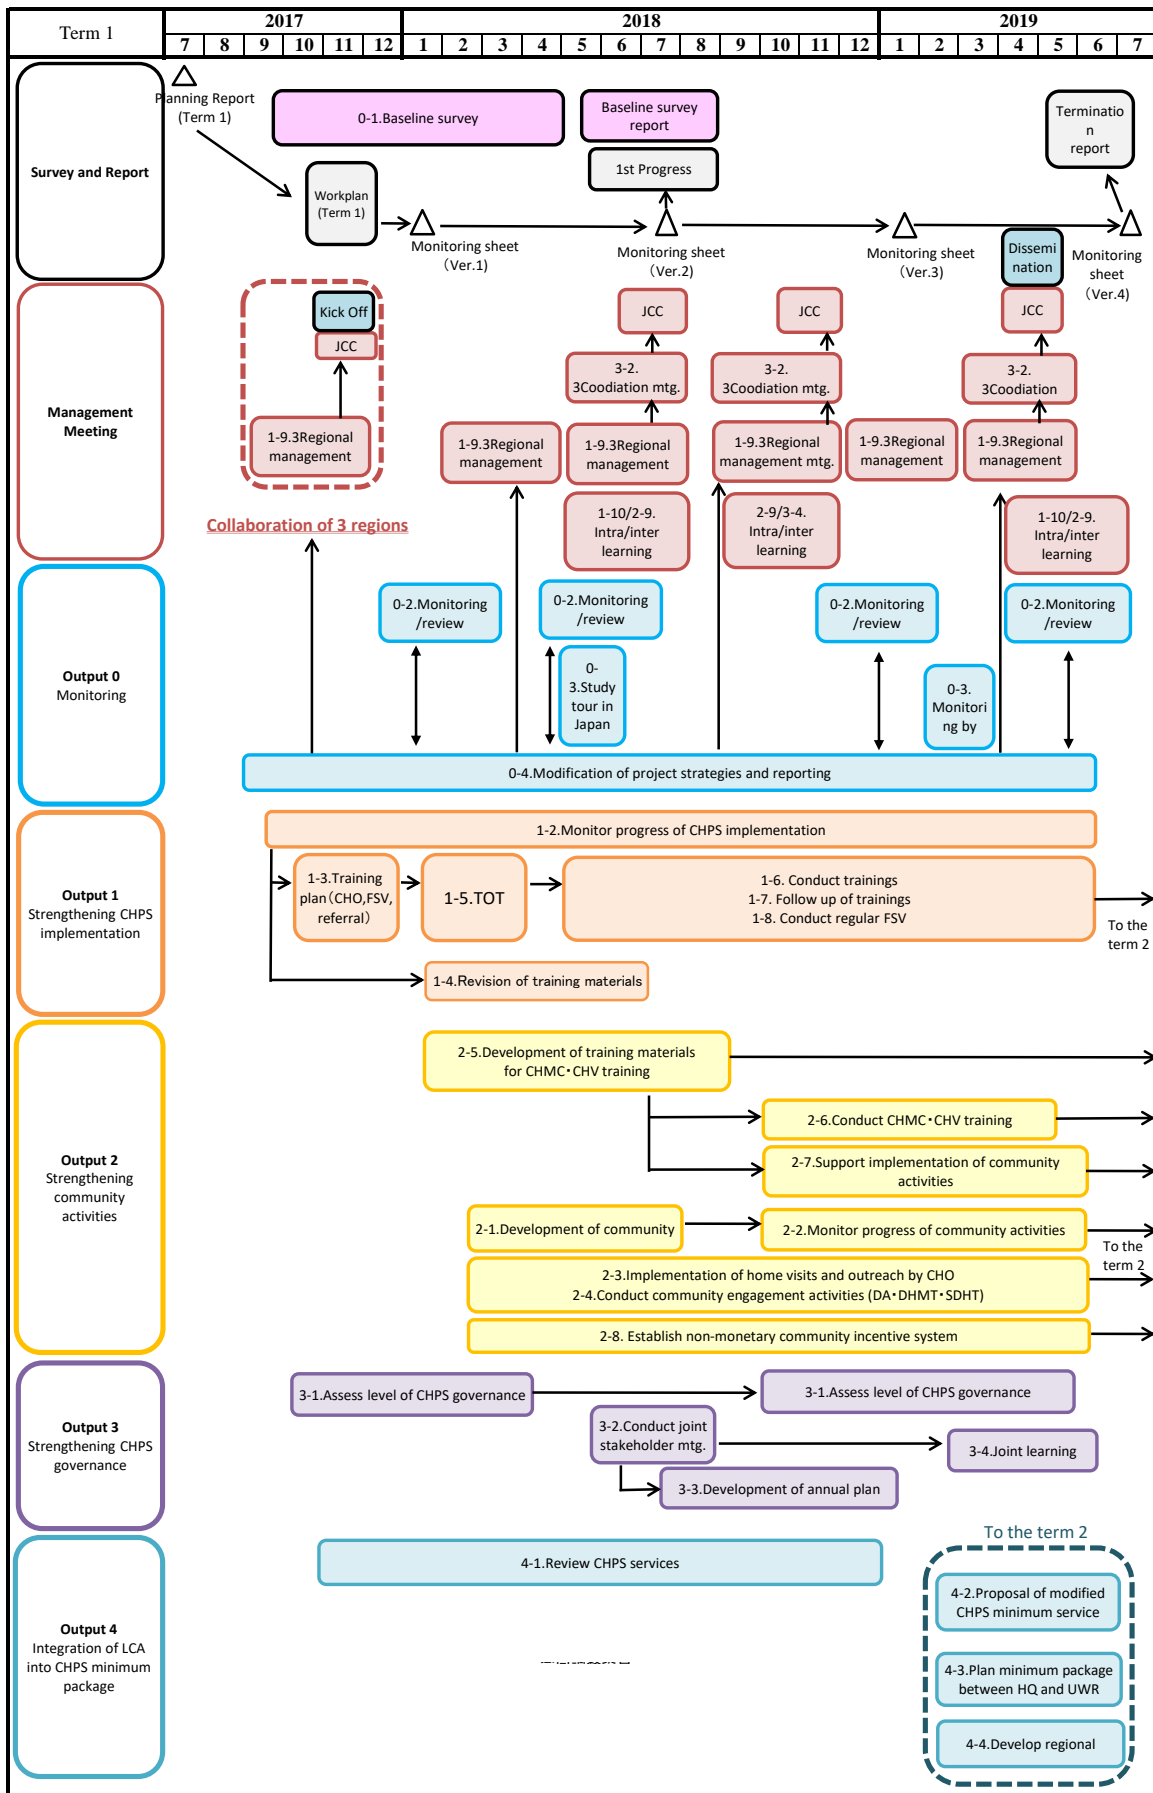 Term 1
2017
2018
2019
7 8 9 10 11 12 1 2 3 4 5 6 7 8 9 10 11 12 1 2 3 4 5 6 7
Survey and Report
Planning Report
(Term 1)
0-1.Baseline survey
Baseline survey
report
Terminatio
n
report
1st Progress
Workplan
(Term 1)
Monitoring sheet
（Ver.1）
Monitoring sheet
（Ver.2）
Monitoring sheet
（Ver.3）
Monitoring
sheet
（Ver.4）
Dissemi
nation
Management
Meeting
Kick Off
JCC
JCC
JCC
JCC
3-2.
3Coodiation mtg.
3-2.
3Coodiation mtg.
3-2.
3Coodiation
1-9.3Regional
management
1-9.3Regional
management
1-9.3Regional
management
1-9.3Regional
management mtg.
1-9.3Regional
management
1-9.3Regional
management
Collaboration of 3 regions
1-10/2-9.
Intra/inter
learning
2-9/3-4.
Intra/inter
learning
1-10/2-9.
Intra/inter
learning
Output 0
Monitoring
0-2.Monitoring
/review
0-2.Monitoring
/review
0-2.Monitoring
/review
0-2.Monitoring
/review
0-
3.Study
tour in
Japan
0-3.
Monitori
ng by
0-4.Modification of project strategies and reporting
Output 1
Strengthening CHPS
implementation
1-2.Monitor progress of CHPS implementation
1-3.Training
plan（CHO,FSV,
referral）
1-5.TOT
1-6. Conduct trainings
1-7. Follow up of trainings
1-8. Conduct regular FSV
To the
term 2
1-4.Revision of training materials
Output 2
Strengthening
community
activities
2-5.Development of training materials
for CHMC・CHV training
2-6.Conduct CHMC・CHV training
2-7.Support implementation of community
activities
2-1.Development of community
2-2.Monitor progress of community activities
To the
term 2
2-3.Implementation of home visits and outreach by CHO
2-4.Conduct community engagement activities (DA・DHMT・SDHT)
2-8. Establish non-monetary community incentive system
Output 3
Strengthening CHPS
governance
3-1.Assess level of CHPS governance
3-1.Assess level of CHPS governance
3-2.Conduct joint
stakeholder mtg.
3-4.Joint learning
3-3.Development of annual plan
Output 4
Integration of LCA
into CHPS minimum
package
To the term 2
4-1.Review CHPS services
4-2.Proposal of modified
CHPS minimum service
4-3.Plan minimum package
between HQ and UWR
4-4.Develop regional